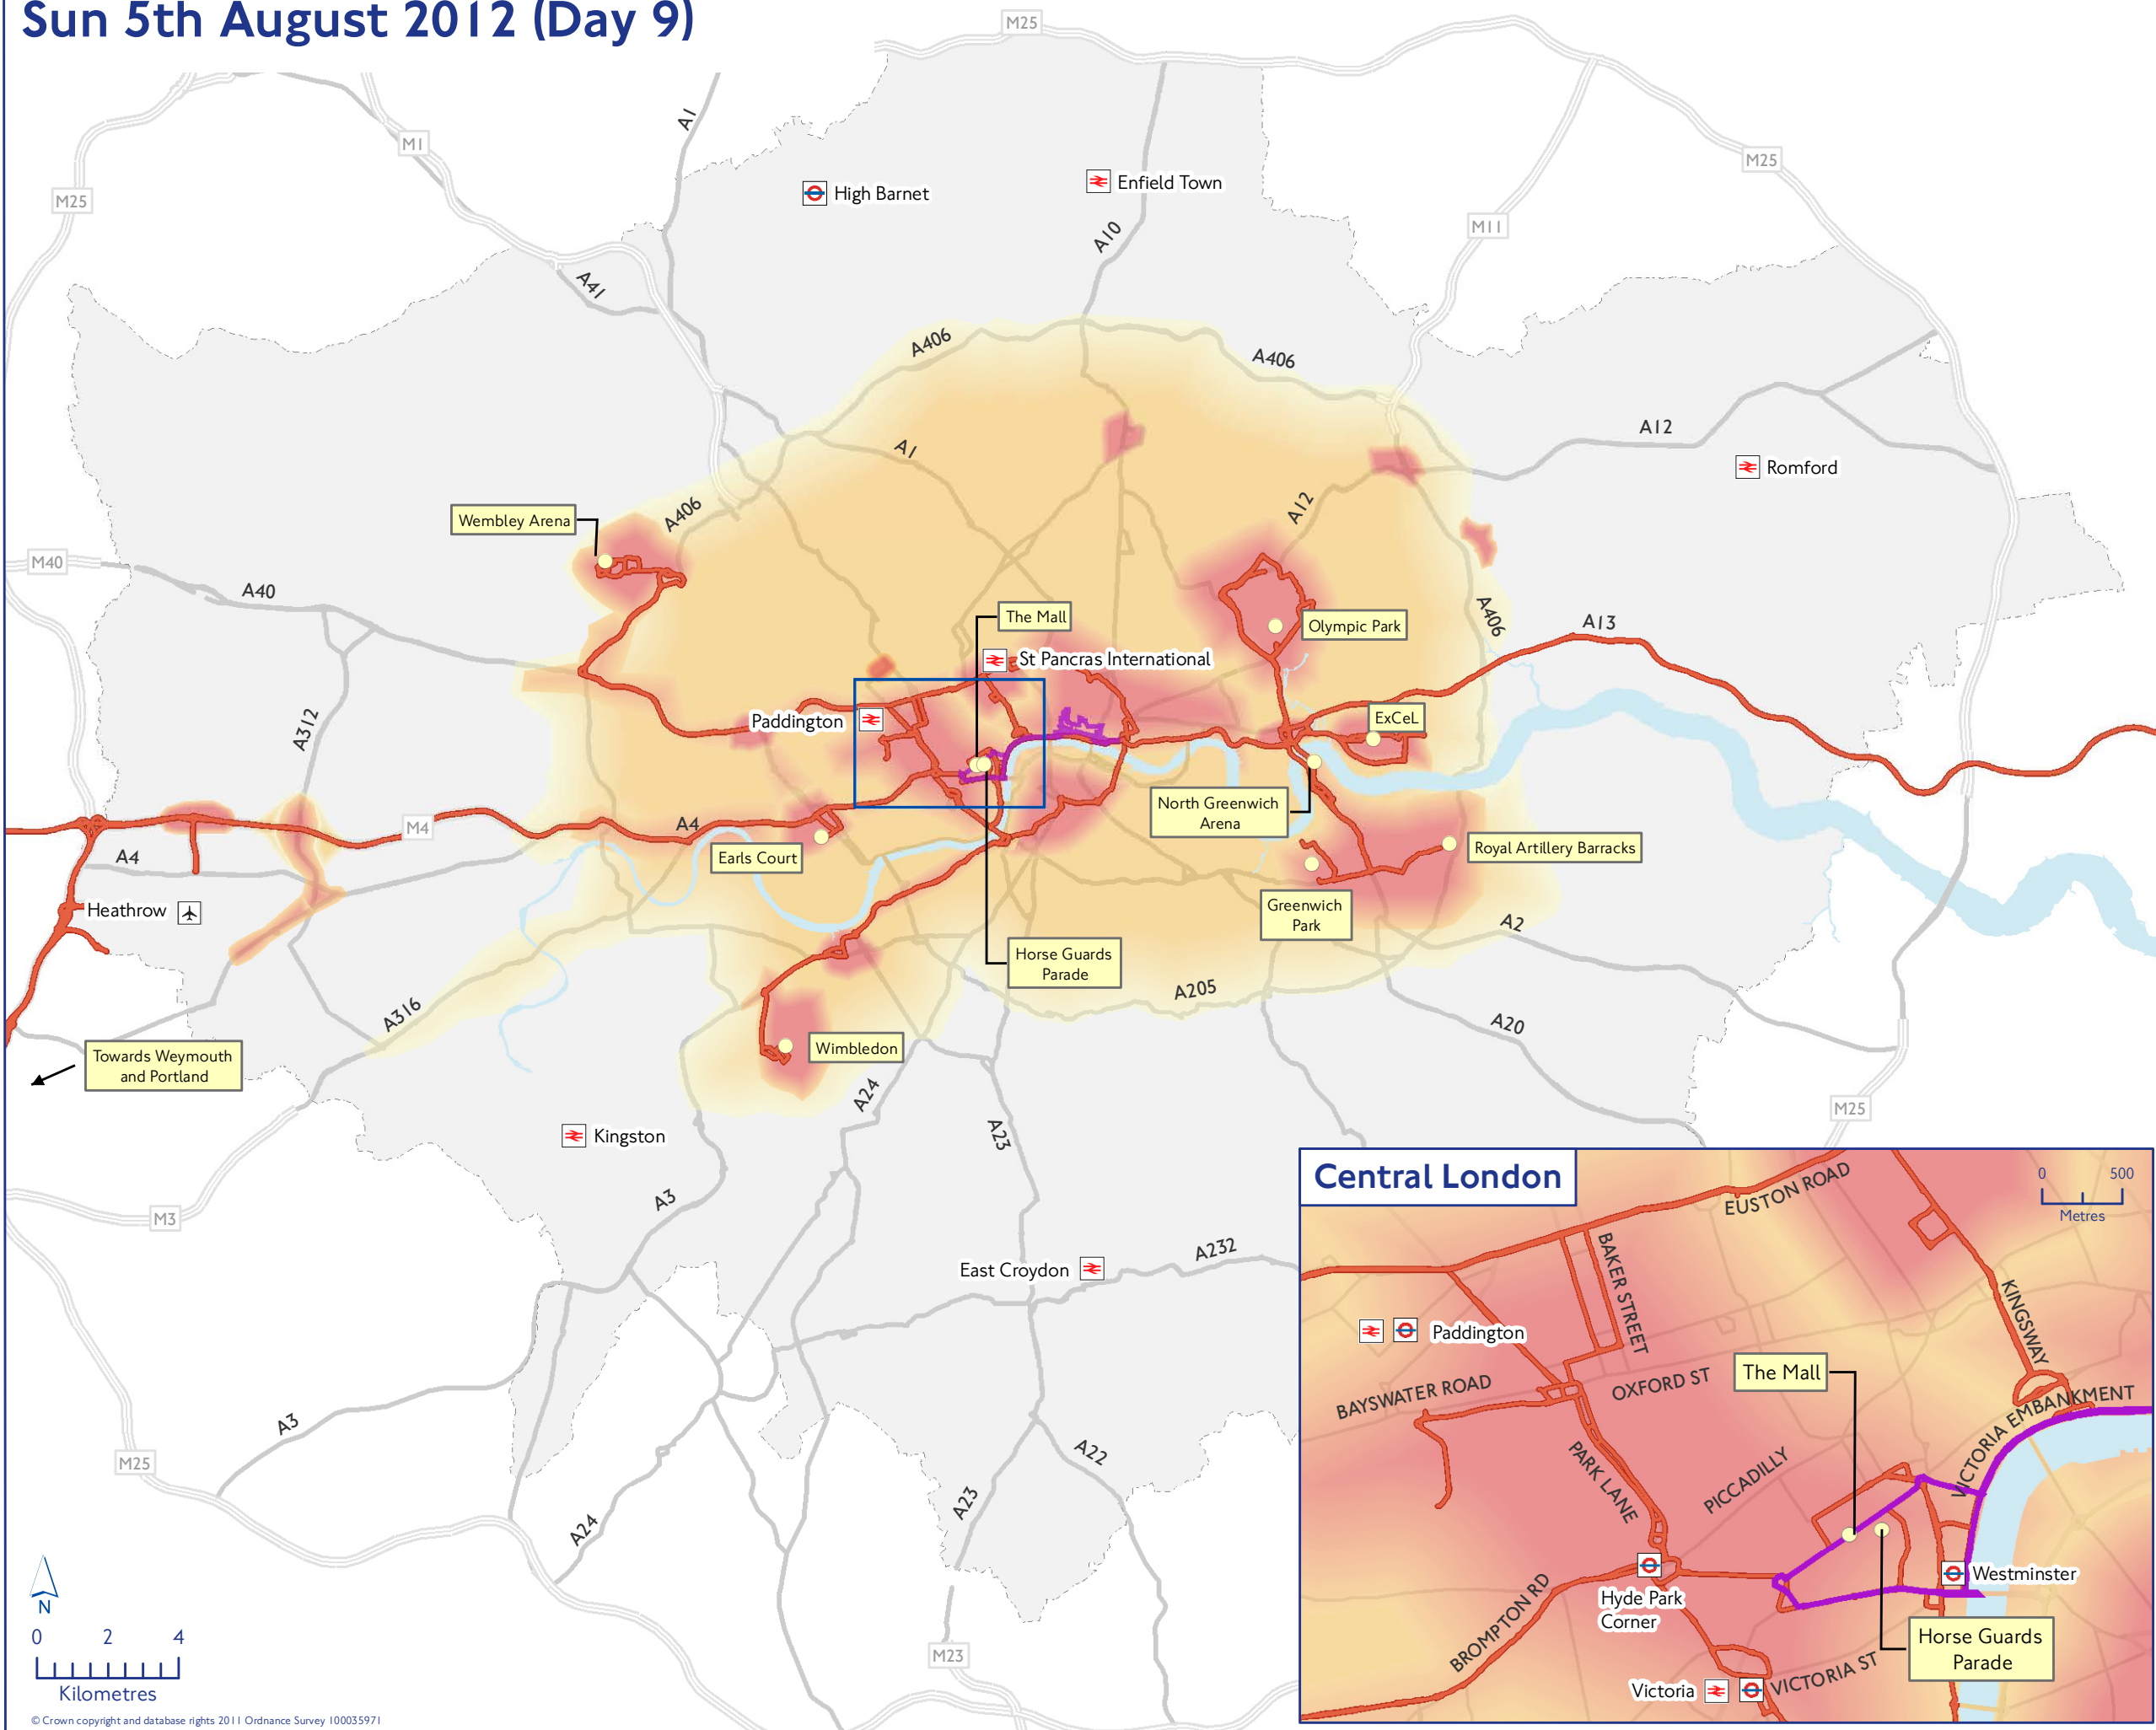 Sun 5th August 2012 (Day 9)
M25
A1
M1
M25
M25
High Barnet
Enfield Town
M11
A10
A41
A406
A406
A12
A1
Romford
Wembley Arena
A406
A12
M40
A40
The Mall
Olympic Park
A406
A13
St Pancras International
Paddington
ExCeL
A312
North Greenwich
Arena
M4
A4
A4
Earls Court
Royal Artillery Barracks
Heathrow
Greenwich
Park
A2
Horse Guards
Parade
A205
A316
A20
Towards Weymouth
and Portland
Wimbledon
A24
M25
A23
Kingston
A3
M3
A232
East Croydon
A3
M25
A22
A23
A24
M23
N
0 2 4
Kilometres
© Crown copyright and database rights 2011 Ordnance Survey 100035971
Central London
0 500
Metres
EUSTON ROAD
BAKER STREET
KINGSWAY
Paddington
The Mall
OXFORD ST
BAYSWATER ROAD
VICTORIA EMBANKMENT
PARK LANE
PICCADILLY
Westminster
Hyde Park
Corner
BROMPTON RD
Horse Guards
Parade
VICTORIA ST
Victoria